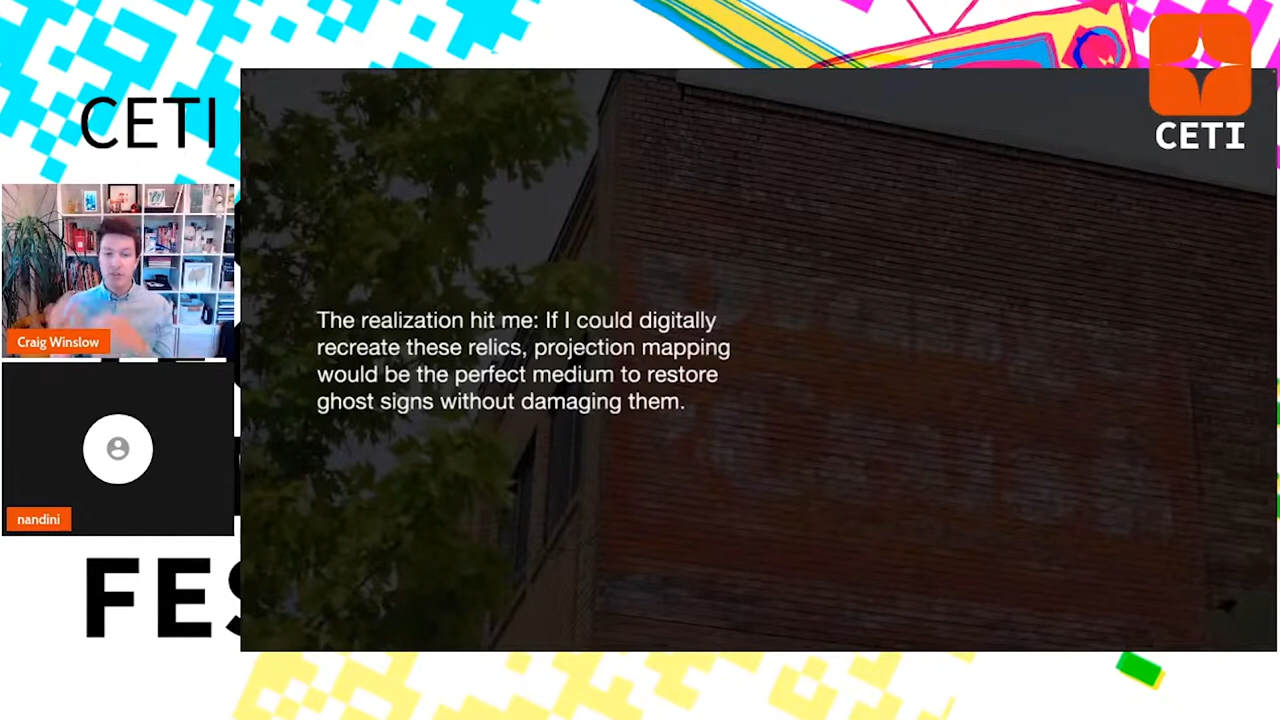 CETI
CETI
Craig Winslow
The realization hit me: If I could digitally
recreate these relics, projection mapping
would be the perfect medium to restore
ghost signs without damaging them.
nandini
FES